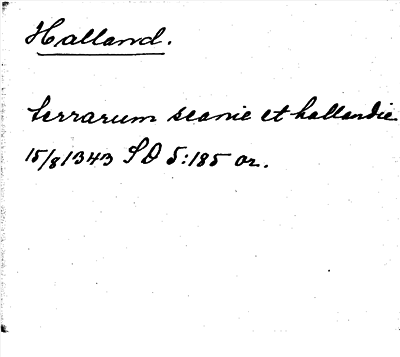 Halland.
terrarum scanie et hallandie
15/8 1343 SD 5:185 or.